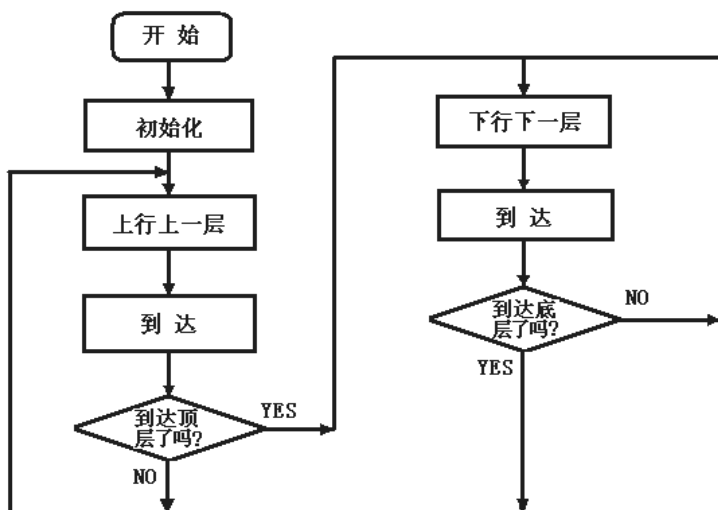 开 始
初始化
上行上一层
到 达
到达顶
层了吗?
YES
NO
下行下一层
到 达
到达底
层了吗?
NO
YES